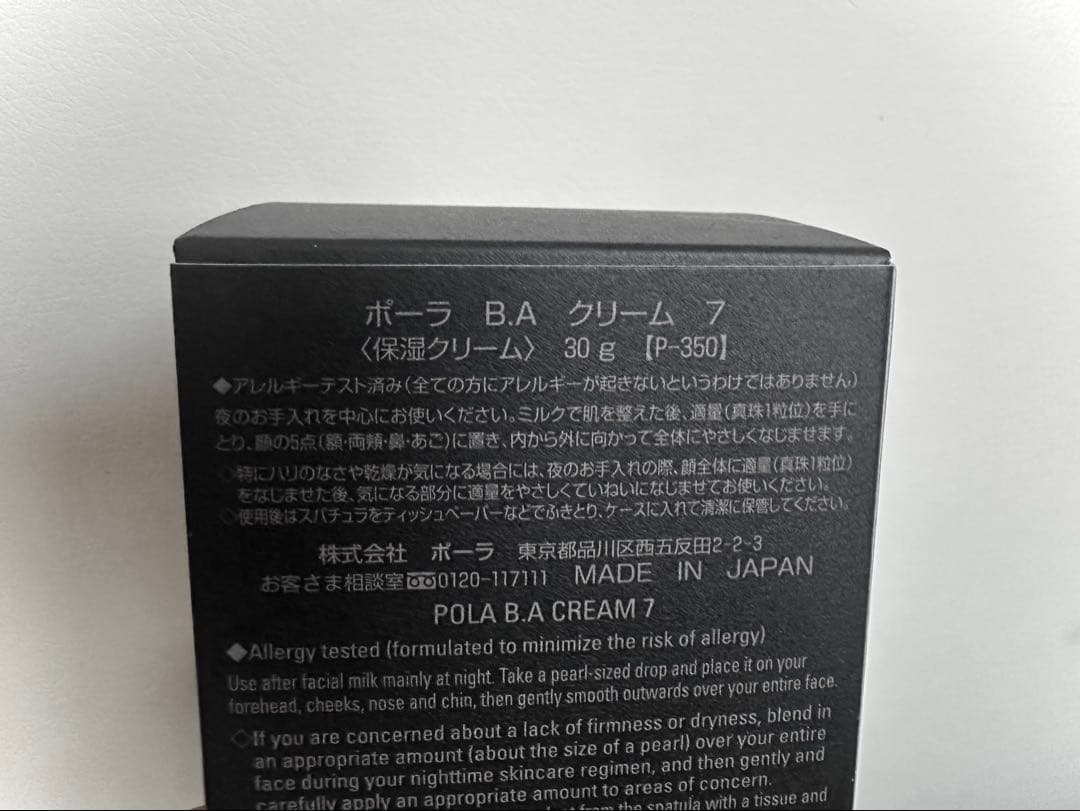 ポーラ B.A クリーム 7
〈保湿クリーム〉 30g 【P-350】
◆アレルギーテスト済み(全ての方にアレルギーが起きないというわけではありません)
夜のお手入れを中心にお使いください。ミルクで肌を整えた後、適量(真珠1粒位)を手に
とり、顔の5点(額・両頬・鼻・あご)に置き、内から外に向かって全体にやさしくなじませます。
◇特にハリのなさや乾燥が気になる場合には、夜のお手入れの際、顔全体に適量(真珠1粒位)
をなじませた後、気になる部分に適量をやさしくていねいになじませてお使いください。
◇使用後はスパチュラをティッシュペーパーなどでふきとり、ケースに入れて清潔に保管してください。
株式会社 ポーラ 東京都品川区西五反田2-2-3
お客さま相談室 0120-117111 MADE IN JAPAN
POLA B.A CREAM 7
◆Allergy tested (formulated to minimize the risk of allergy)
Use after facial milk mainly at night. Take a pearl-sized drop and place it on your
forehead, cheeks, nose and chin, then gently smooth outwards over your entire face.
◇If you are concerned about a lack of firmness or dryness, blend in
an appropriate amount (about the size of a pearl) over your entire
face during your nighttime skincare regimen, and then gently and
carefully apply an appropriate amount to areas of concern.
from the spatula with a tissue and